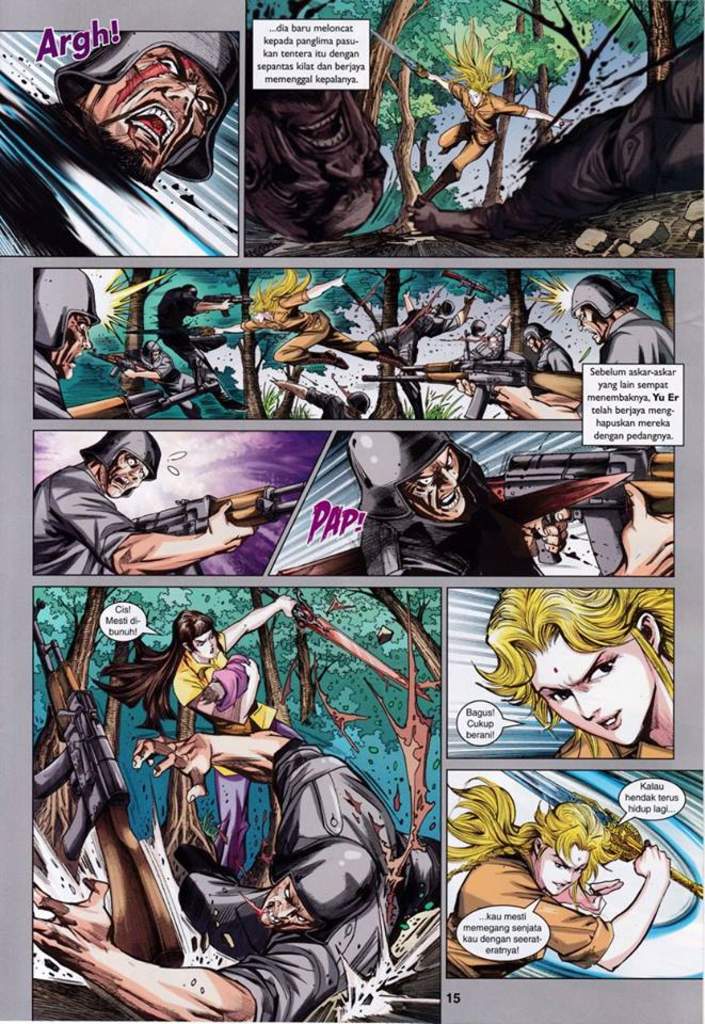 Argh!
...dia baru meloncat
kepada panglima pasu-
kan tentera itu dengan
sepantas kilat dan berjaya
memenggal kepalanya.
Sebelum
askar-askar
yang lain sempat
menembaknya, Yu Er
telah berjaya meng-
hapuskan mereka
dengan pedangnya.
PAP!
Cis!
Mesti di-
bunuh!
Bagus!
Cukup
berani!
Kalau
hendak terus
hidup lagi...
...kau mesti
memegang senjata
kau dengan seerat-
eratnya!
15